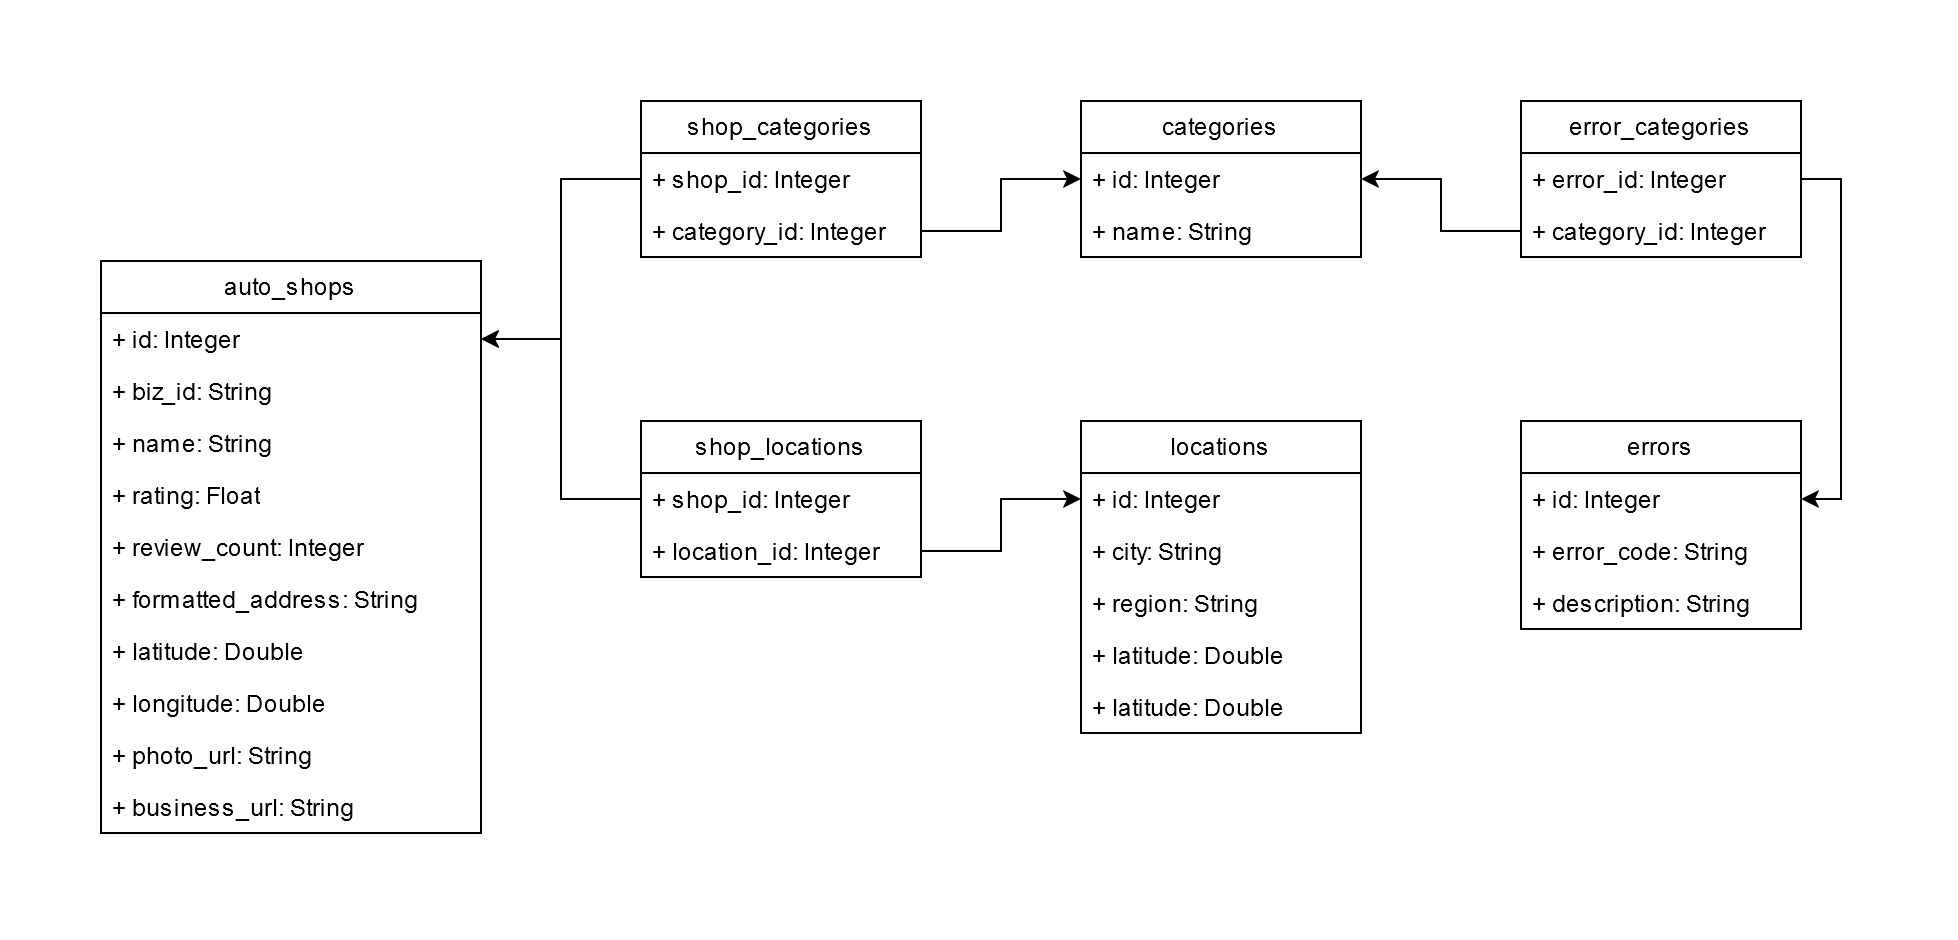 shop_categories
+ shop_id: Integer
+ category_id: Integer
categories
+ id: Integer
+ name: String
error_categories
+ error_id: Integer
+ category_id: Integer
auto_shops
+ id: Integer
+ biz_id: String
+ name: String
+ rating: Float
+ review_count: Integer
+ formatted_address: String
+ latitude: Double
+ longitude: Double
+ photo_url: String
+ business_url: String
shop_locations
+ shop_id: Integer
+ location_id: Integer
locations
+ id: Integer
+ city: String
+ region: String
+ latitude: Double
+ latitude: Double
errors
+ id: Integer
+ error_code: String
+ description: String